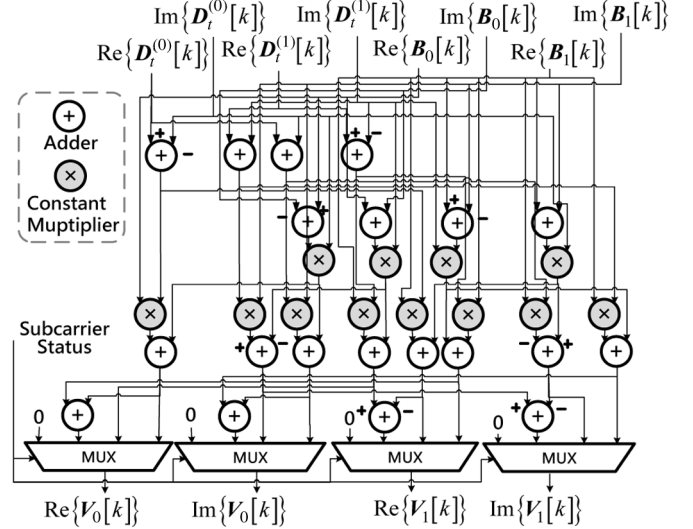 Im{D_t^(0)[k]} Im{D_t^(1)[k]} Im{B_0[k]} Im{B_1[k]}
Re{D_t^(0)[k]} Re{D_t^(1)[k]} Re{B_0[k]} Re{B_1[k]}
+
Adder
×
Constant
Muptiplier
+ − + −
+ + + +
− + + −
+ + + +
× × × ×
× × × × × × × ×
+ − − +
+ + + + + + + +
Subcarrier
Status
0 + 0 + 0 + + − 0 + + −
MUX MUX MUX MUX
Re{V_0[k]} Im{V_0[k]} Re{V_1[k]} Im{V_1[k]}